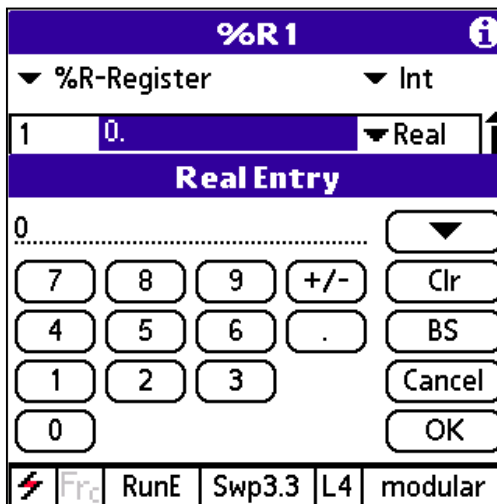 %R1
%R-Register Int
1 0. Real
Real Entry
0
7 8 9 +/- Clr
4 5 6 . BS
1 2 3 Cancel
0 OK
Frc RunE Swp3.3 L4 modular